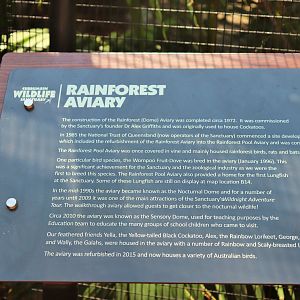 CURRUMBIN
WILDLIFE
SANCTUARY
RAINFOREST
AVIARY
The construction of the Rainforest (Dome) Aviary was completed circa 1972. It was commissioned
by the Sanctuary's founder Dr Alex Griffiths and was originally used to house Cockatoos.
In 1985 the National Trust of Queensland (now operators of the Sanctuary) commenced a site develop
which included the refurbishment of the Rainforest Aviary into the Rainforest Pool Aviary and was con
The Rainforest Pool Aviary was once covered in vine and mainly housed rainforest birds, rats and bats
One particular bird species, the Wompoo Fruit-Dove was bred in the aviary (January 1996). This
was a significant achievement for the Sanctuary and the zoological industry as we were the
first to breed this species. The Rainforest Pool Aviary also provided a home for the first Lungfish
at the Sanctuary. Some of these Lungfish are still on display at map location B14.
In the mid-1990s the aviary became known as the Nocturnal Dome and for a number of
years until 2009 it was one of the main attractions of the Sanctuary's Wildnight Adventure
Tour. The walkthrough aviary allowed guests to get closer to the nocturnal wildlife!
Circa 2010 the aviary was known as the Sensory Dome, used for teaching purposes by the
Education team to educate the many groups of school children who came to visit.
Our feathered friends Yella, the Yellow-tailed Black Cockatoo, Alex, the Rainbow Lorikeet, George,
and Wally, the Galahs, were housed in the aviary with a number of Rainbow and Scaly-breasted L
The aviary was refurbished in 2015 and now houses a variety of Australian birds.